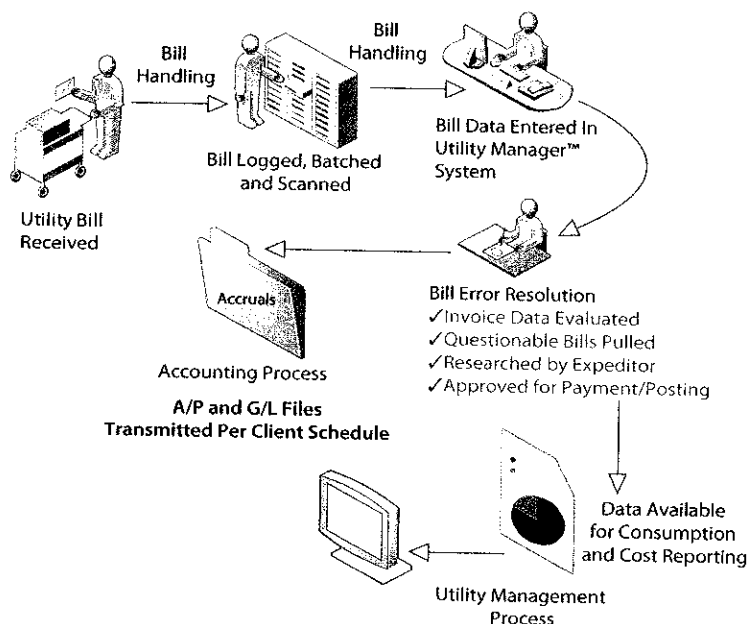 Bill
Handling
Bill
Handling
Utility Bill
Received
Bill Logged, Batched
and Scanned
Bill Data Entered In
Utility Manager™
System
Bill Error Resolution
✓Invoice Data Evaluated
✓Questionable Bills Pulled
✓Researched by Expeditor
✓Approved for Payment/Posting
Accruals
Accounting Process
A/P and G/L Files
Transmitted Per Client Schedule
Data Available
for Consumption
and Cost Reporting
Utility Management
Process